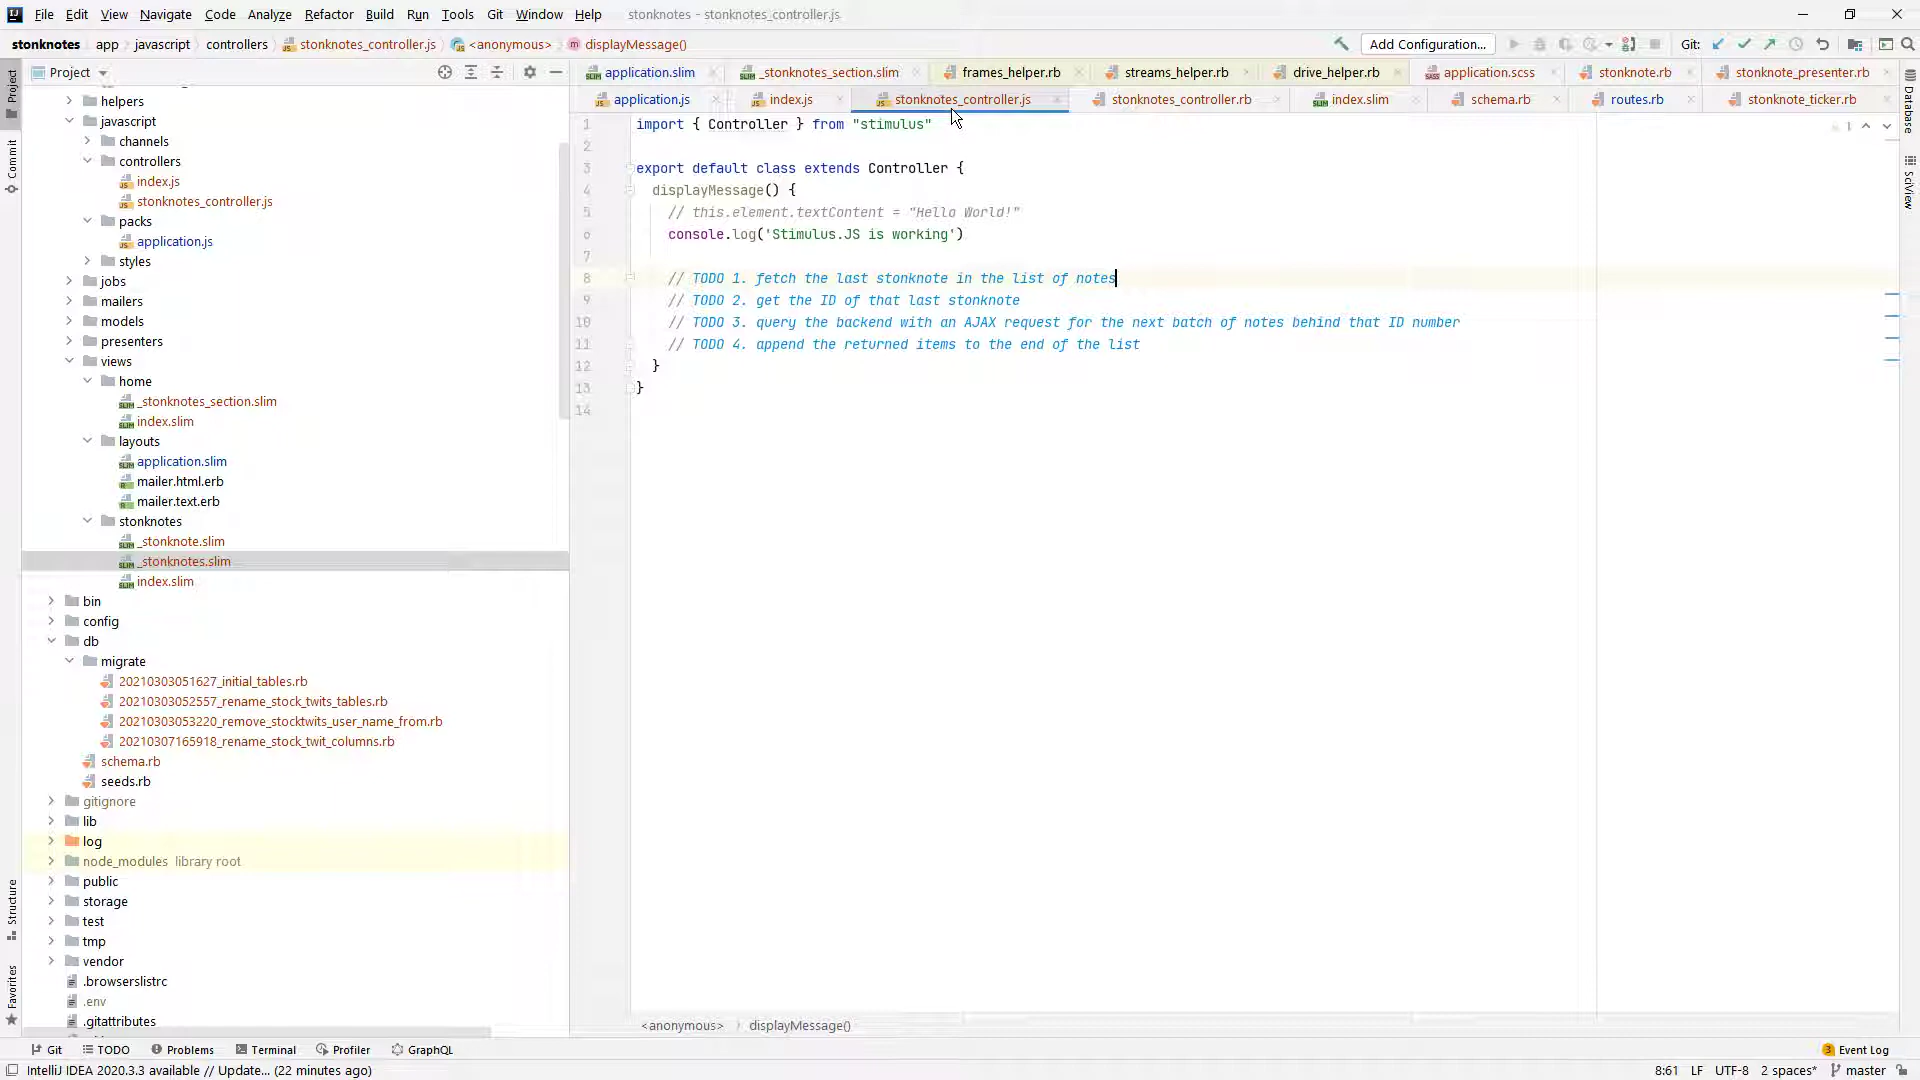 File Edit View Navigate Code Analyze Refactor Build Run Tools Git Window Help stonknotes - stonknotes_controller.js
stonknotes app javascript controllers stonknotes_controller.js <anonymous> displayMessage() Add Configuration... Git:
Project
application.slim _stonknotes_section.slim frames_helper.rb streams_helper.rb drive_helper.rb application.scss stonknote.rb stonknote_presenter.rb
application.js index.js stonknotes_controller.js stonknotes_controller.rb index.slim schema.rb routes.rb stonknote_ticker.rb
Project
Commit
Structure
Favorites
helpers
javascript
channels
controllers
index.js
stonknotes_controller.js
packs
application.js
styles
jobs
mailers
models
presenters
views
home
_stonknotes_section.slim
index.slim
layouts
application.slim
mailer.html.erb
mailer.text.erb
stonknotes
_stonknote.slim
_stonknotes.slim
index.slim
bin
config
db
migrate
20210303051627_initial_tables.rb
20210303052557_rename_stock_twits_tables.rb
20210303053220_remove_stocktwits_user_name_from.rb
20210307165918_rename_stock_twit_columns.rb
schema.rb
seeds.rb
gitignore
lib
log
node_modules library root
public
storage
test
tmp
vendor
.browserslistrc
.env
.gitattributes
1 import { Controller } from "stimulus"
2
3 export default class extends Controller {
4 displayMessage() {
5 // this.element.textContent = "Hello World!"
6 console.log('Stimulus.JS is working')
7
8 // TODO 1. fetch the last stonknote in the list of notes
9 // TODO 2. get the ID of that last stonknote
10 // TODO 3. query the backend with an AJAX request for the next batch of notes behind that ID number
11 // TODO 4. append the returned items to the end of the list
12 }
13 }
14
1
Database
SciView
<anonymous> displayMessage()
Git TODO Problems Terminal Profiler GraphQL 3 Event Log
IntelliJ IDEA 2020.3.3 available // Update... (22 minutes ago) 8:61 LF UTF-8 2 spaces* master